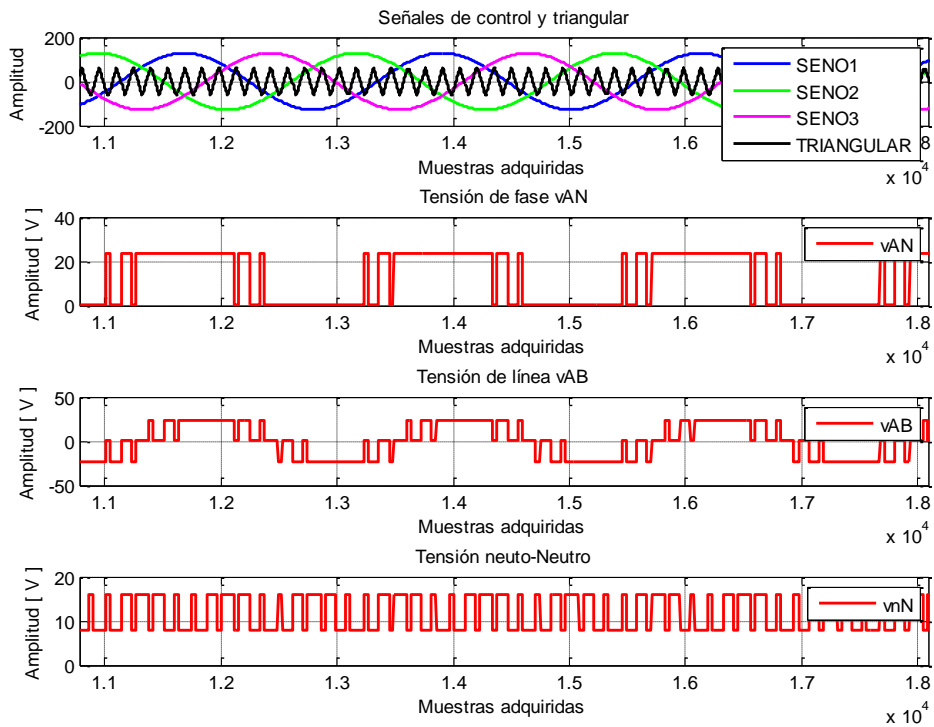 Señales de control y triangular
Amplitud
200
0
-200
SENO1
SENO2
SENO3
TRIANGULAR
1.1 1.2 1.3 1.4 1.5 1.6 1.7 1.8
Muestras adquiridas
x 10^4
Tensión de fase vAN
Amplitud [ V ]
40
20
0
vAN
1.1 1.2 1.3 1.4 1.5 1.6 1.7 1.8
Muestras adquiridas
x 10^4
Tensión de línea vAB
Amplitud [ V ]
50
0
-50
vAB
1.1 1.2 1.3 1.4 1.5 1.6 1.7 1.8
Muestras adquiridas
x 10^4
Tensión neuto-Neutro
Amplitud [ V ]
20
10
0
vnN
1.1 1.2 1.3 1.4 1.5 1.6 1.7 1.8
Muestras adquiridas
x 10^4